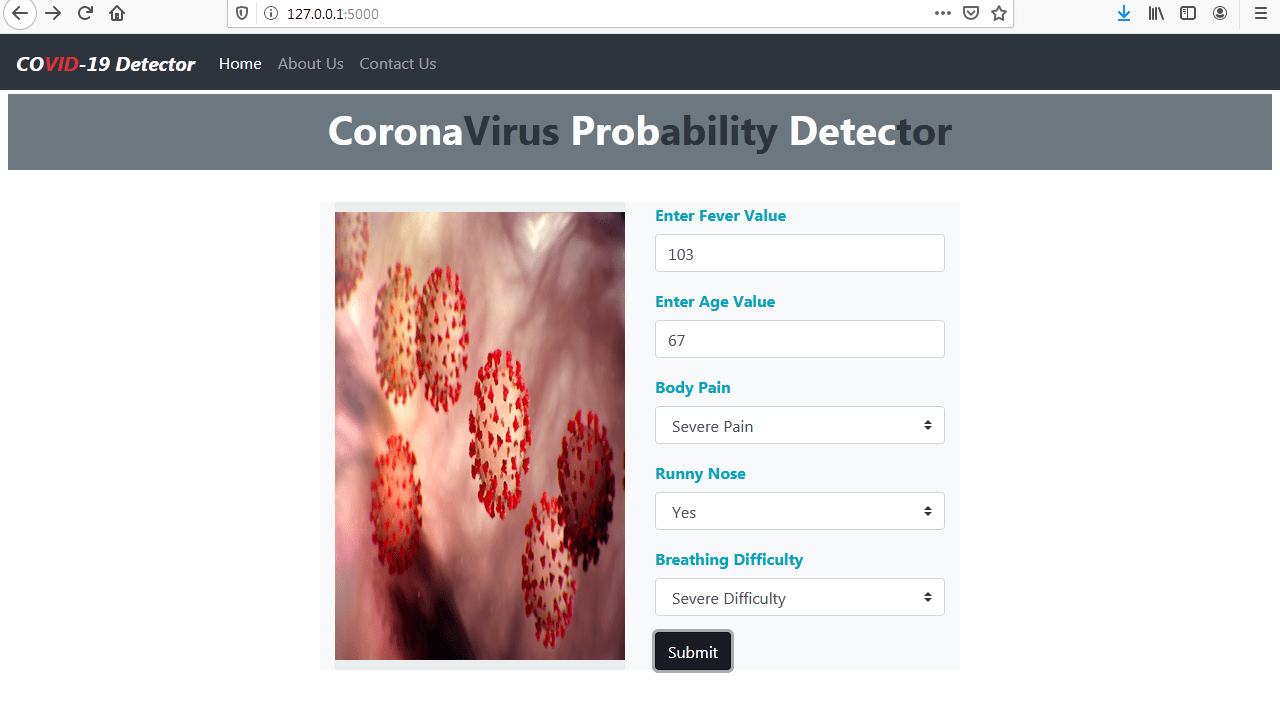 127.0.0.1:5000
COVID-19 Detector Home About Us Contact Us
CoronaVirus Probability Detector
Enter Fever Value
103
Enter Age Value
67
Body Pain
Severe Pain
Runny Nose
Yes
Breathing Difficulty
Severe Difficulty
Submit